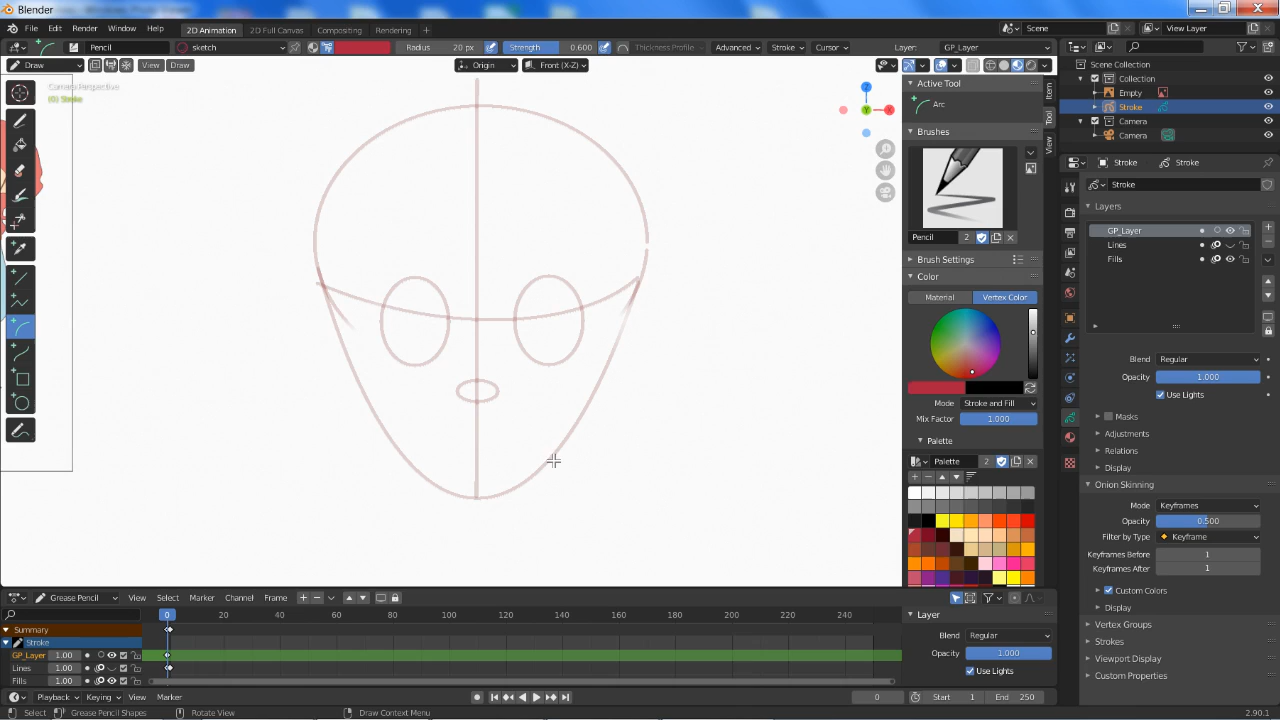 Blender
File Edit Render Window Help
2D Animation 2D Full Canvas Compositing Rendering +
Scene
View Layer
Pencil
sketch
Radius 20 px
Strength 0.600
Thickness Profile
Advanced
Stroke
Cursor
Layer:
GP_Layer
Draw
View
Draw
Origin
Front (X-Z)
Camera Perspective
(0) Stroke
Z
X
Y
Item
Tool
View
Active Tool
Arc
Brushes
Pencil
2
Brush Settings
Color
Material
Vertex Color
Mode
Stroke and Fill
Mix Factor
1.000
Palette
Palette
2
Scene Collection
Collection
Empty
Stroke
Camera
Camera
Stroke
Stroke
Stroke
Layers
GP_Layer
Lines
Fills
Blend
Regular
Opacity
1.000
Use Lights
Masks
Adjustments
Relations
Display
Onion Skinning
Mode
Keyframes
Opacity
0.500
Filter by Type
Keyframe
Keyframes Before
1
Keyframes After
1
Custom Colors
Display
Vertex Groups
Strokes
Viewport Display
Custom Properties
Grease Pencil
View
Select
Marker
Channel
Frame
0 20 40 60 80 100 120 140 160 180 200 220 240
Summary
Stroke
GP_Layer 1.00
Lines 1.00
Fills 1.00
Layer
Blend
Regular
Opacity
1.000
Use Lights
Playback
Keying
View
Marker
0
Start 1
End 250
Select
Grease Pencil Shapes
Rotate View
Draw Context Menu
2.90.1